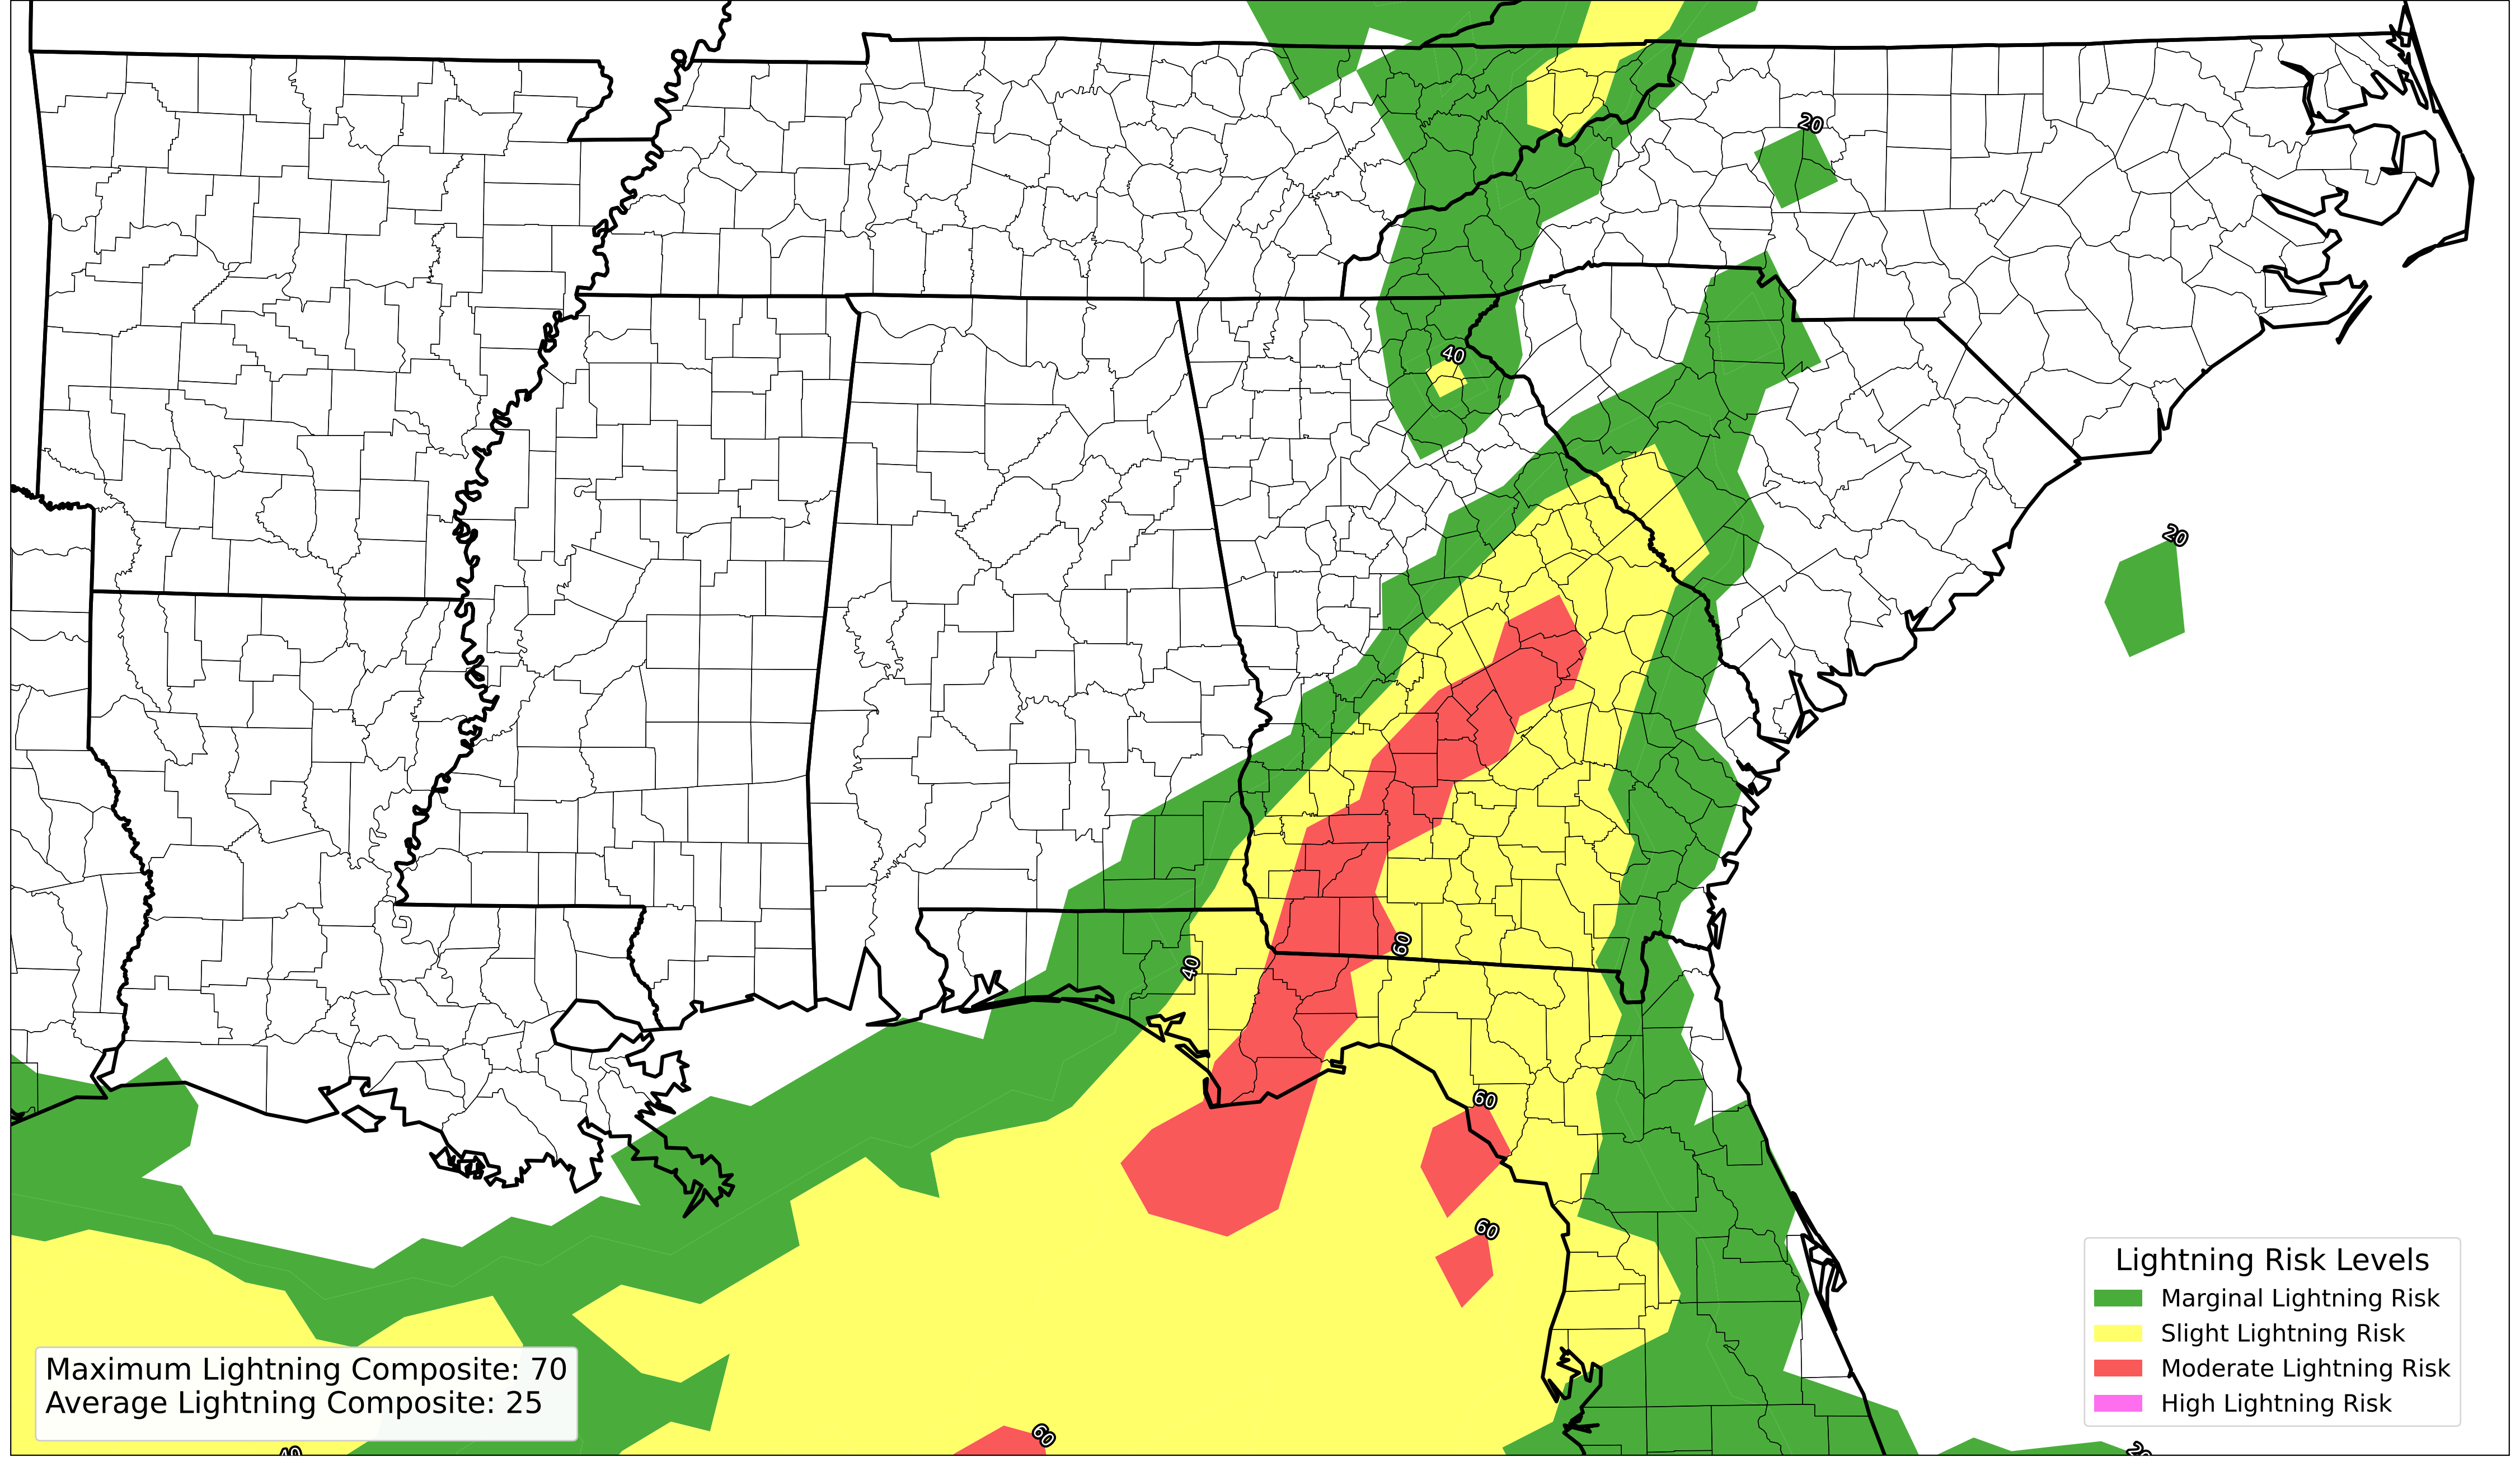 20
40
20
40
60
60
60
60
Lightning Risk Levels
Marginal Lightning Risk
Slight Lightning Risk
Moderate Lightning Risk
High Lightning Risk
Maximum Lightning Composite: 70
Average Lightning Composite: 25